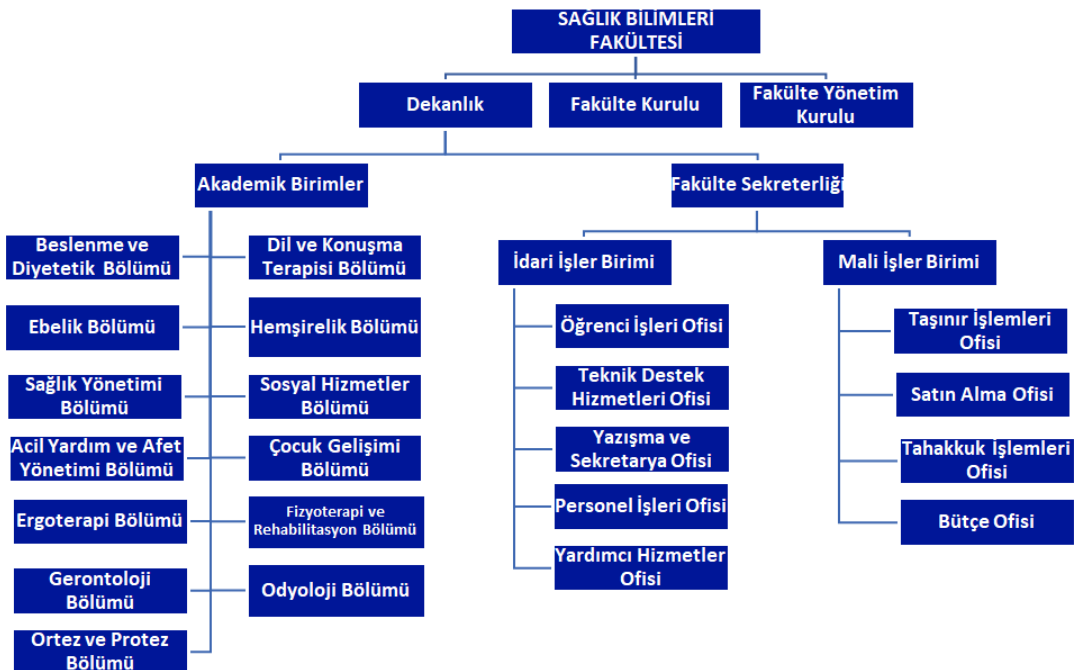 SAĞLIK BİLİMLERİ
FAKÜLTESİ
Dekanlık
Fakülte Kurulu
Fakülte Yönetim
Kurulu
Akademik Birimler
Fakülte Sekreterliği
Beslenme ve
Diyetetik Bölümü
Dil ve Konuşma
Terapisi Bölümü
Ebelik Bölümü
Hemşirelik Bölümü
Sağlık Yönetimi
Bölümü
Sosyal Hizmetler
Bölümü
Acil Yardım ve Afet
Yönetimi Bölümü
Çocuk Gelişimi
Bölümü
Ergoterapi Bölümü
Fizyoterapi ve
Rehabilitasyon Bölümü
Gerontoloji
Bölümü
Odyoloji Bölümü
Ortez ve Protez
Bölümü
İdari İşler Birimi
Öğrenci İşleri Ofisi
Teknik Destek
Hizmetleri Ofisi
Yazışma ve
Sekretarya Ofisi
Personel İşleri Ofisi
Yardımcı Hizmetler
Ofisi
Mali İşler Birimi
Taşınır İşlemleri
Ofisi
Satın Alma Ofisi
Tahakkuk İşlemleri
Ofisi
Bütçe Ofisi